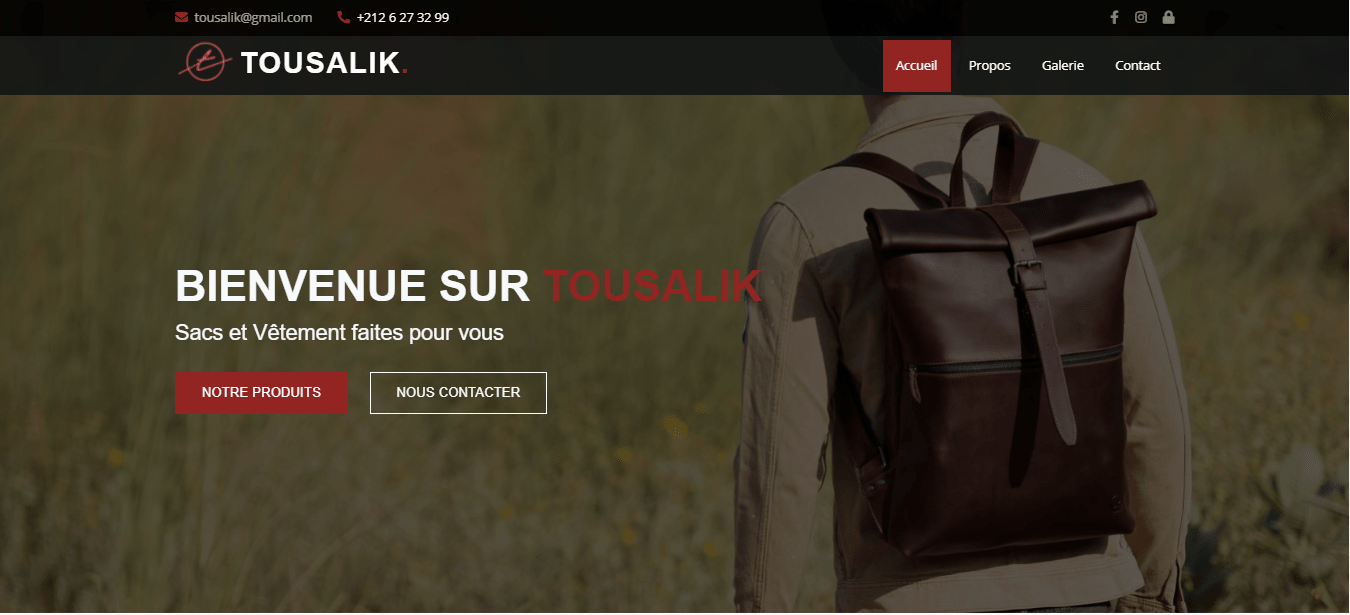 tousalik@gmail.com +212 6 27 32 99
TOUSALIK.
Accueil Propos Galerie Contact
BIENVENUE SUR TOUSALIK
Sacs et Vêtement faites pour vous
NOTRE PRODUITS NOUS CONTACTER